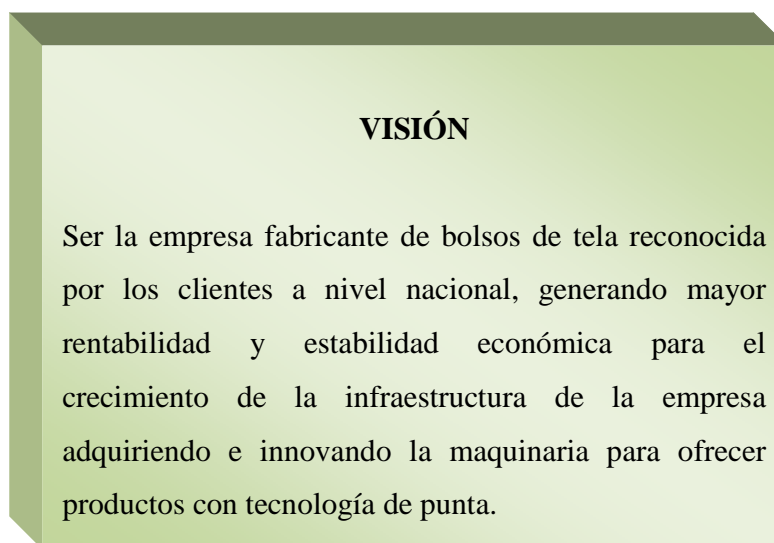 VISIÓN
Ser la empresa fabricante de bolsos de tela reconocida
por los clientes a nivel nacional, generando mayor
rentabilidad y estabilidad económica para el
crecimiento de la infraestructura de la empresa
adquiriendo e innovando la maquinaria para ofrecer
productos con tecnología de punta.